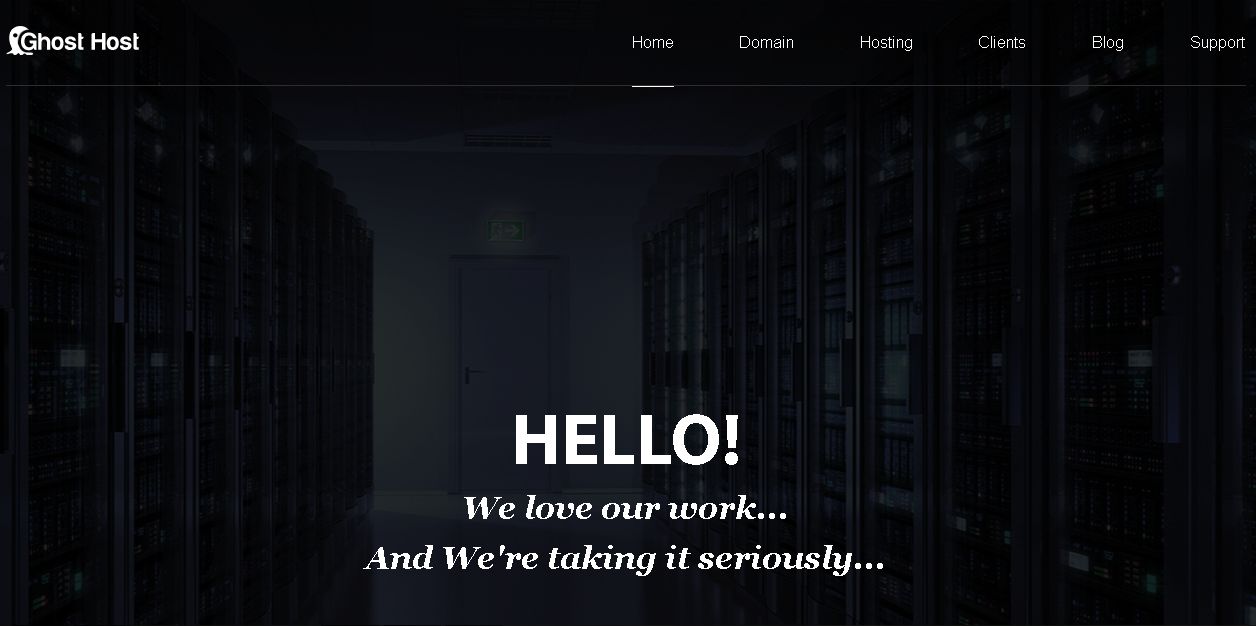 Ghost Host
Home Domain Hosting Clients Blog Support
HELLO!
We love our work...
And We're taking it seriously...